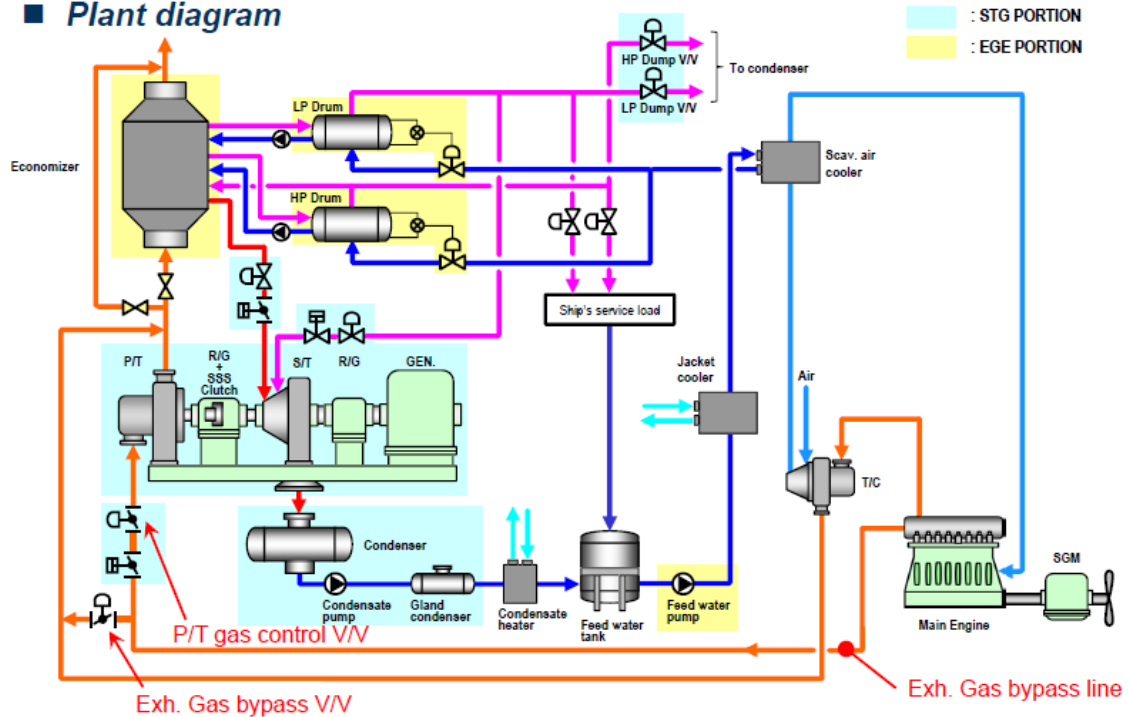 ■ Plant diagram
: STG PORTION
: EGE PORTION
HP Dump V/V
To condenser
LP Dump V/V
LP Drum
Economizer
Scav. air
cooler
HP Drum
Ship's service load
P/T
R/G
+
SSS
Clutch
S/T
R/G
GEN.
Jacket
cooler
Air
T/C
Condenser
SGM
Condensate
pump
Gland
condenser
Condensate
heater
Feed water
tank
Feed water
pump
Main Engine
P/T gas control V/V
Exh. Gas bypass V/V
Exh. Gas bypass line